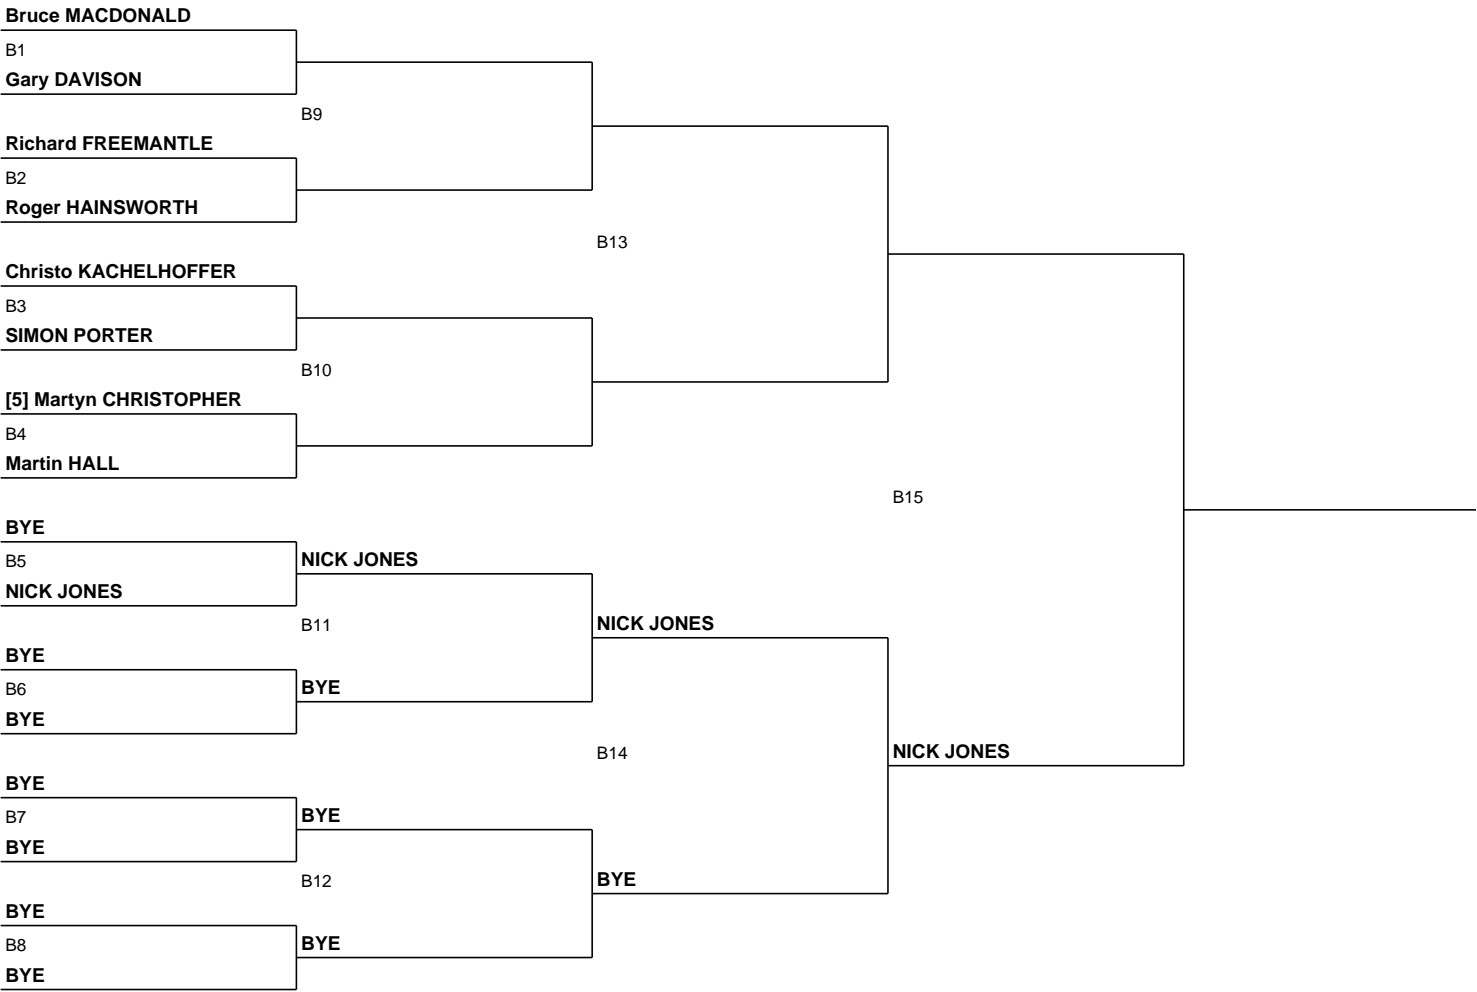 Bruce MACDONALD
B1
Gary DAVISON
B9
Richard FREEMANTLE
B2
Roger HAINSWORTH
B13
Christo KACHELHOFFER
B3
SIMON PORTER
B10
[5] Martyn CHRISTOPHER
B4
Martin HALL
B15
BYE
B5
NICK JONES
NICK JONES
B11
NICK JONES
BYE
B6
BYE
BYE
B14
NICK JONES
BYE
B7
BYE
BYE
B12
BYE
BYE
B8
BYE
BYE